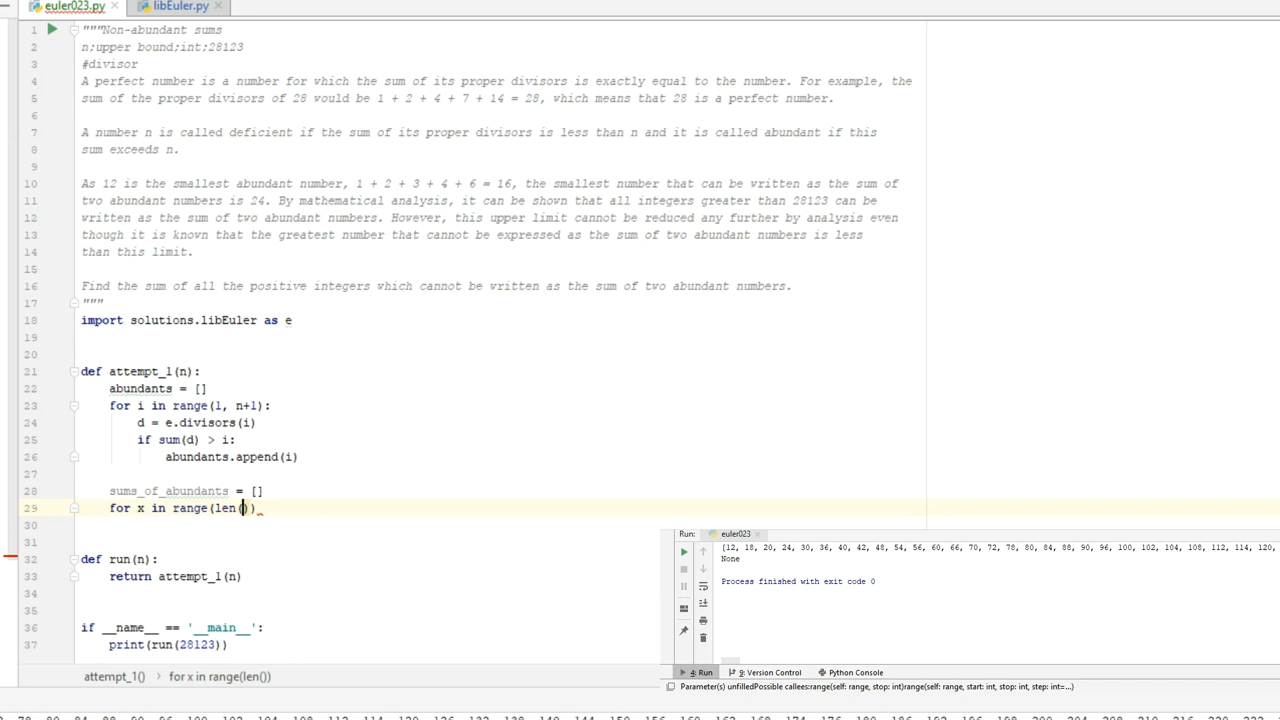 euler023.py
libEuler.py
1 """Non-abundant sums
2 n;upper bound;int;28123
3 #divisor
4 A perfect number is a number for which the sum of its proper divisors is exactly equal to the number. For example, the
5 sum of the proper divisors of 28 would be 1 + 2 + 4 + 7 + 14 = 28, which means that 28 is a perfect number.
6
7 A number n is called deficient if the sum of its proper divisors is less than n and it is called abundant if this
8 sum exceeds n.
9
10 As 12 is the smallest abundant number, 1 + 2 + 3 + 4 + 6 = 16, the smallest number that can be written as the sum of
11 two abundant numbers is 24. By mathematical analysis, it can be shown that all integers greater than 28123 can be
12 written as the sum of two abundant numbers. However, this upper limit cannot be reduced any further by analysis even
13 though it is known that the greatest number that cannot be expressed as the sum of two abundant numbers is less
14 than this limit.
15
16 Find the sum of all the positive integers which cannot be written as the sum of two abundant numbers.
17 """
18 import solutions.libEuler as e
19
20
21 def attempt_1(n):
22 abundants = []
23 for i in range(1, n+1):
24 d = e.divisors(i)
25 if sum(d) > i:
26 abundants.append(i)
27
28 sums_of_abundants = []
29 for x in range(len())
30
31
32 def run(n):
33 return attempt_1(n)
34
35
36 if __name__ == '__main__':
37 print(run(28123))
attempt_1() for x in range(len())
Run: euler023
[12, 18, 20, 24, 30, 36, 40, 42, 48, 54, 56, 60, 66, 70, 72, 78, 80, 84, 88, 90, 96, 100, 102, 104, 108, 112, 114, 120,
None
Process finished with exit code 0
4: Run 9: Version Control Python Console
Parameter(s) unfilledPossible callees:range(self: range, stop: int)range(self: range, start: int, stop: int, step: int=...)